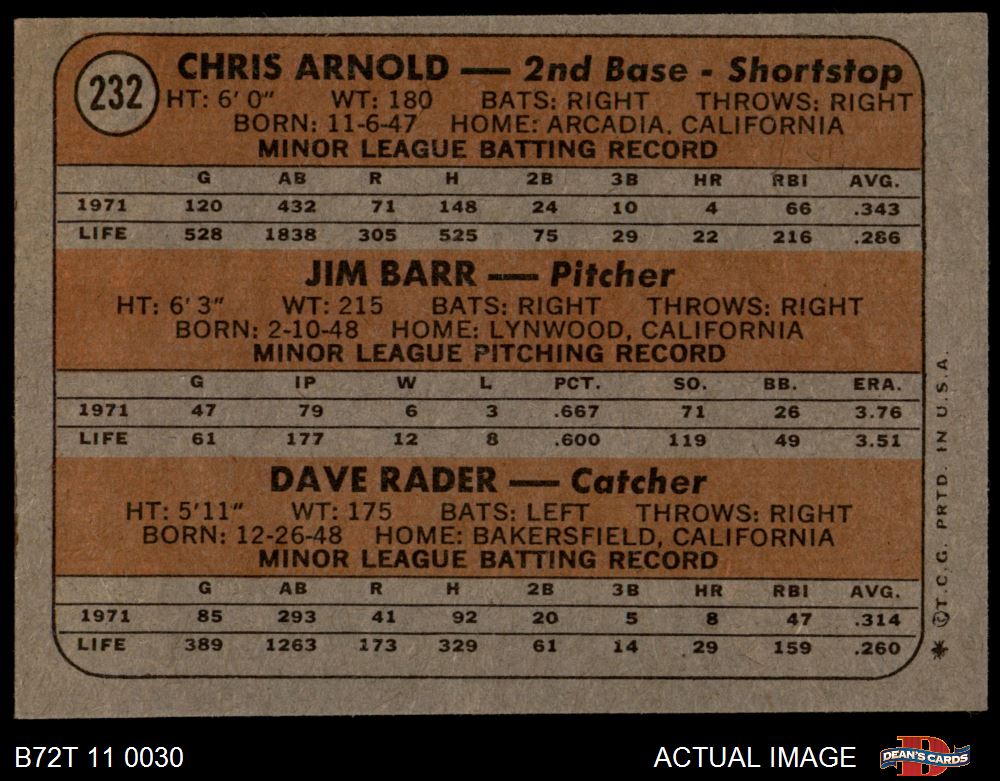 232
CHRIS ARNOLD — 2nd Base - Shortstop
HT: 6' 0" WT: 180 BATS: RIGHT THROWS: RIGHT
BORN: 11-6-47 HOME: ARCADIA. CALIFORNIA
MINOR LEAGUE BATTING RECORD
G AB R H 2B 3B HR RBI AVG.
1971 120 432 71 148 24 10 4 66 .343
LIFE 528 1838 305 525 75 29 22 216 .286
JIM BARR — Pitcher
HT: 6' 3" WT: 215 BATS: RIGHT THROWS: RIGHT
BORN: 2-10-48 HOME: LYNWOOD, CALIFORNIA
MINOR LEAGUE PITCHING RECORD
G IP W L PCT. SO. BB. ERA.
1971 47 79 6 3 .667 71 26 3.76
LIFE 61 177 12 8 .600 119 49 3.51
DAVE RADER — Catcher
HT: 5'11" WT: 175 BATS: LEFT THROWS: RIGHT
BORN: 12-26-48 HOME: BAKERSFIELD, CALIFORNIA
MINOR LEAGUE BATTING RECORD
G AB R H 2B 3B HR RBI AVG.
1971 85 293 41 92 20 5 8 47 .314
LIFE 389 1263 173 329 61 14 29 159 .260
* ©T.C.G. PRTD. IN U.S.A.
B72T 11 0030 ACTUAL IMAGE
D
DEAN'S CARDS